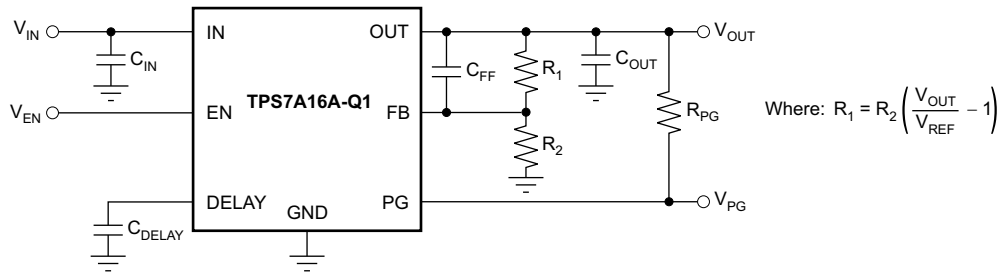 V_IN
IN
OUT
V_OUT
C_IN
C_FF
R_1
C_OUT
TPS7A16A-Q1
V_EN
EN
FB
R_PG
Where: R_1 = R_2 (V_OUT / V_REF − 1)
R_2
DELAY
GND
PG
V_PG
C_DELAY